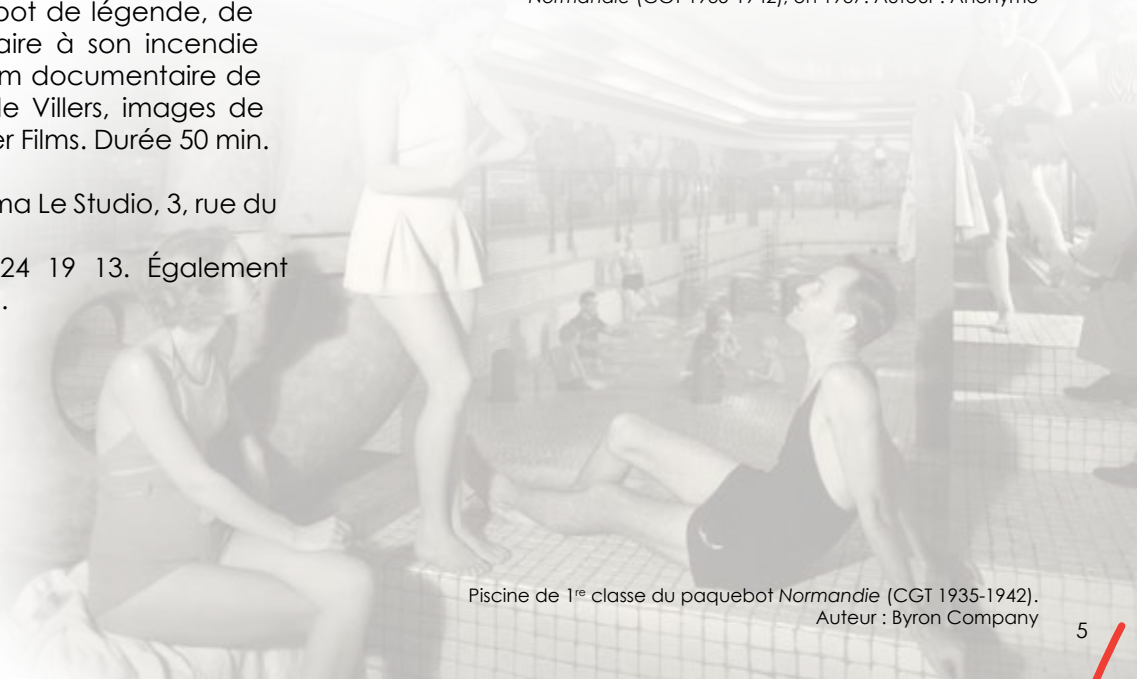 bot de légende, de
aire à son incendie
m documentaire de
de Villers, images de
er Films. Durée 50 min.
ma Le Studio, 3, rue du
24 19 13. Également
.
Piscine de 1re classe du paquebot Normandie (CGT 1935-1942).
Auteur : Byron Company
5